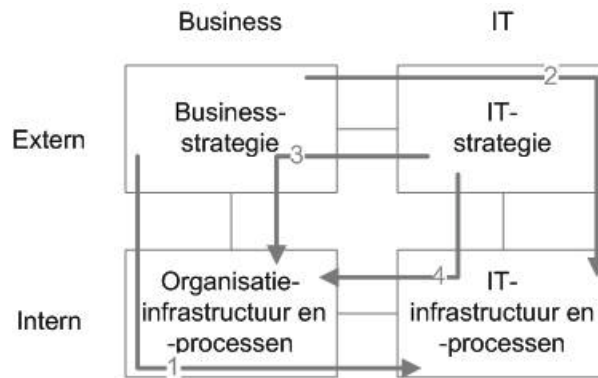 Business IT
2
Extern
Business-
strategie
3
IT-
strategie
Intern
Organisatie-
infrastructuur en
-processen
1
4
IT-
infrastructuur en
-processen